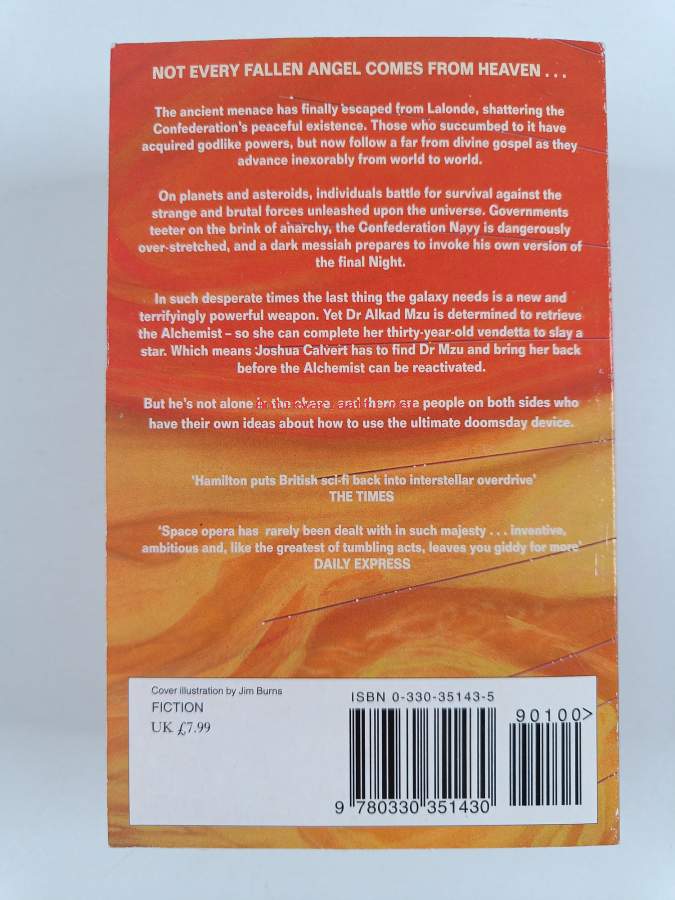 NOT EVERY FALLEN ANGEL COMES FROM HEAVEN . . .
The ancient menace has finally escaped from Lalonde, shattering the
Confederation's peaceful existence. Those who succumbed to it have
acquired godlike powers, but now follow a far from divine gospel as they
advance inexorably from world to world.
On planets and asteroids, individuals battle for survival against the
strange and brutal forces unleashed upon the universe. Governments
teeter on the brink of anarchy, the Confederation Navy is dangerously
over-stretched, and a dark messiah prepares to invoke his own version of
the final Night.
In such desperate times the last thing the galaxy needs is a new and
terrifyingly powerful weapon. Yet Dr Alkad Mzu is determined to retrieve
the Alchemist – so she can complete her thirty-year-old vendetta to slay a
star. Which means Joshua Calvert has to find Dr Mzu and bring her back
before the Alchemist can be reactivated.
But he's not alone in the chase, and there are people on both sides who
have their own ideas about how to use the ultimate doomsday device.
'Hamilton puts British sci-fi back into interstellar overdrive'
THE TIMES
'Space opera has rarely been dealt with in such majesty . . . inventive,
ambitious and, like the greatest of tumbling acts, leaves you giddy for more'
DAILY EXPRESS
Cover illustration by Jim Burns
FICTION
UK £7.99
ISBN 0-330-35143-5
90100>
9 780330 351430